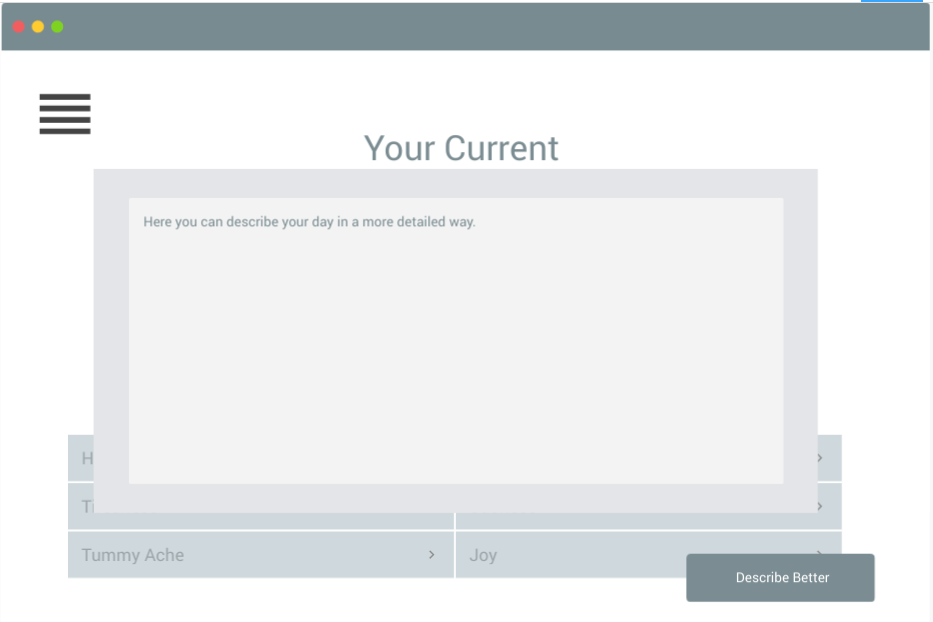 Your Current
Here you can describe your day in a more detailed way.
Tummy Ache
Joy
Describe Better